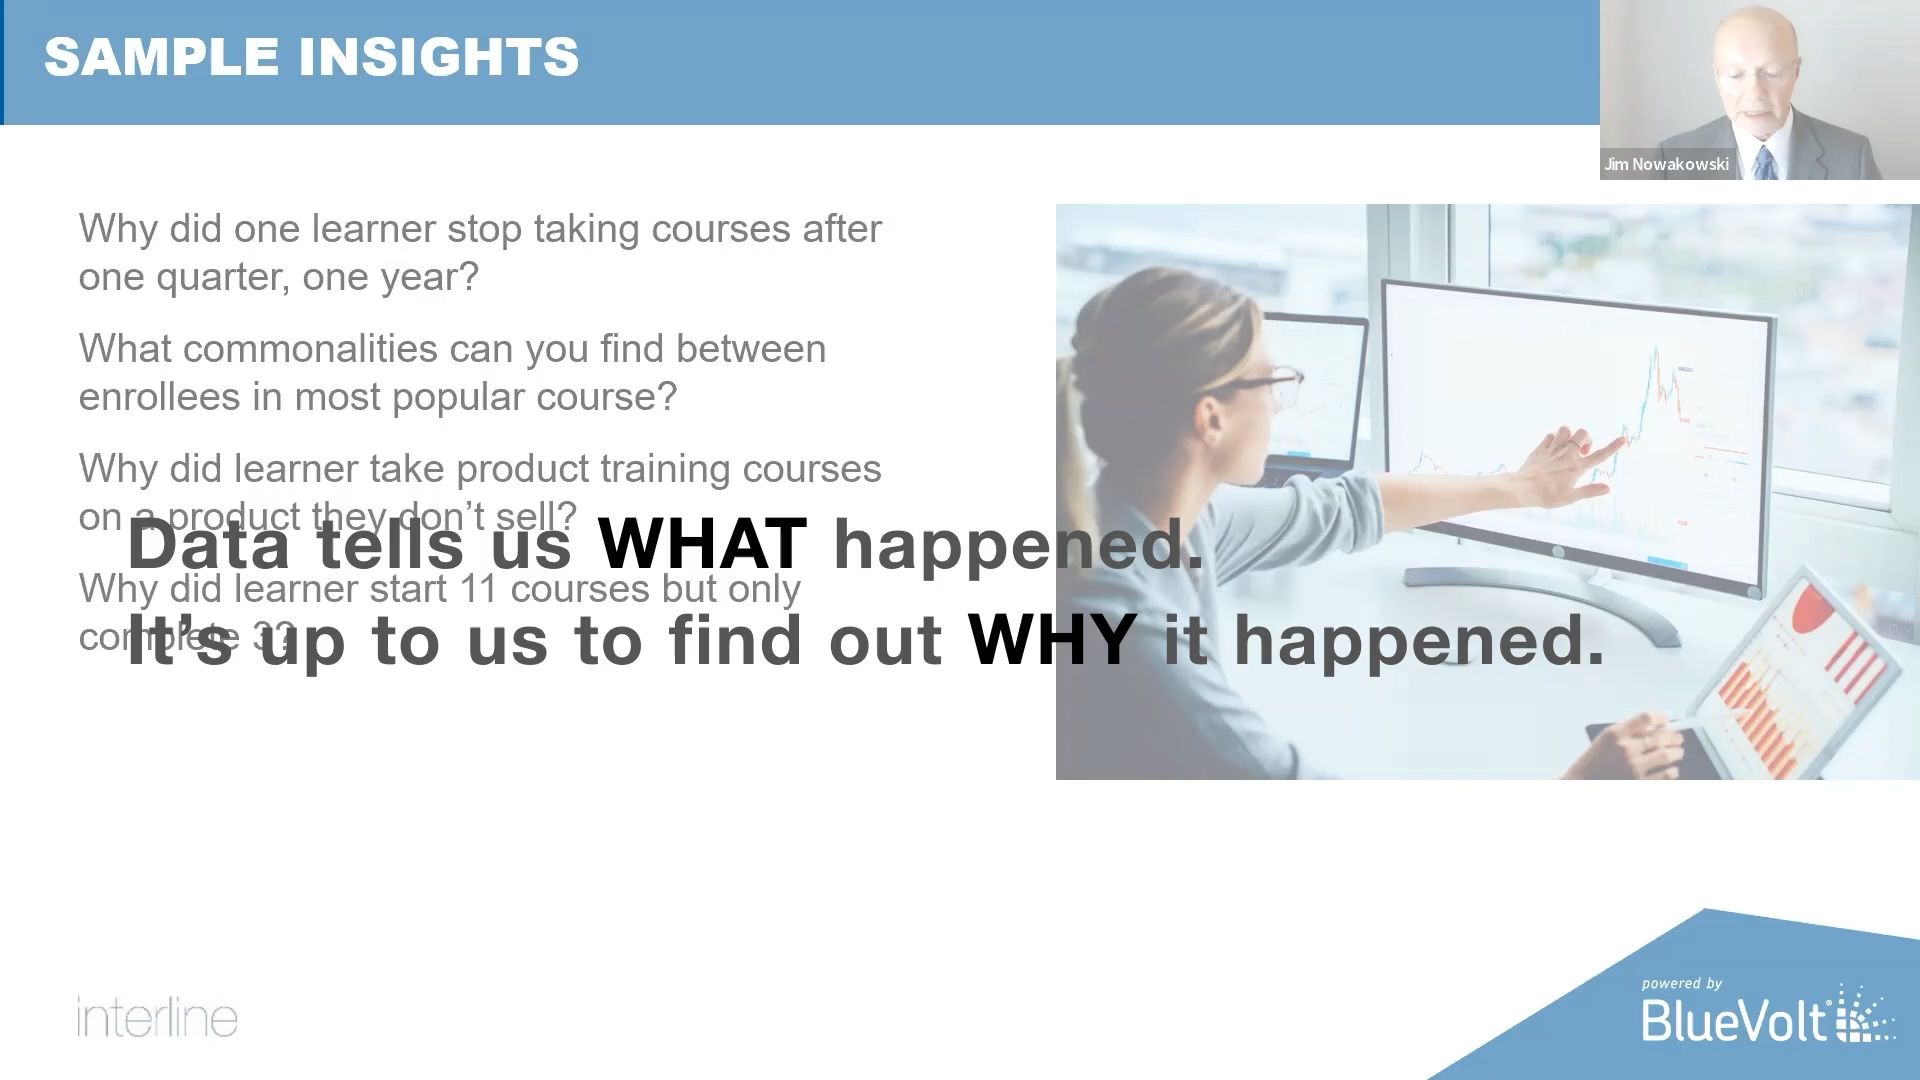 SAMPLE INSIGHTS
Jim Nowakowski
Why did one learner stop taking courses after
one quarter, one year?
What commonalities can you find between
enrollees in most popular course?
Why did learner take product training courses
on a product they don’t sell?
Data tells us WHAT happened.
Why did learner start 11 courses but only
complete 3?
It’s up to us to find out WHY it happened.
interline
powered by
BlueVolt®